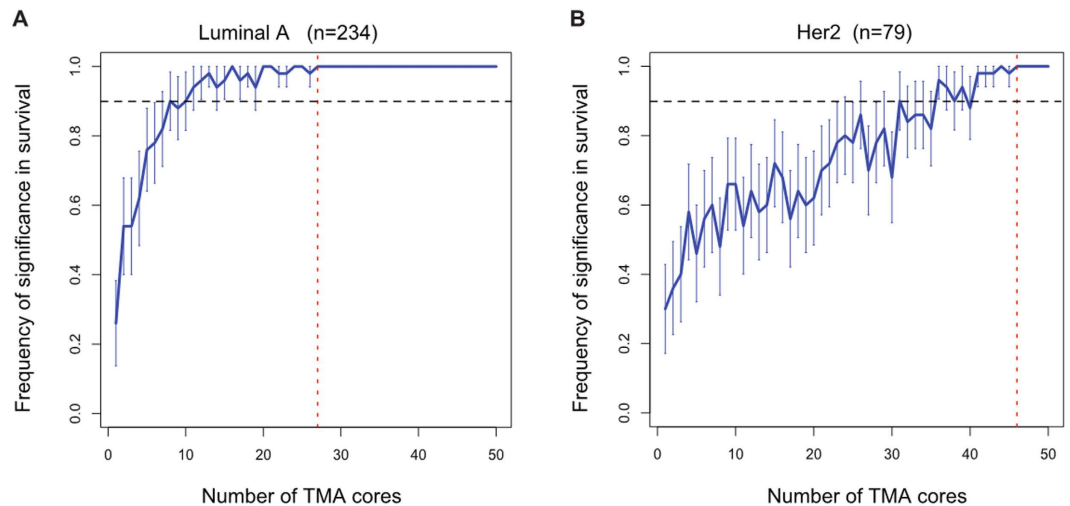 A
Luminal A (n=234)
Frequency of significance in survival
1.0
0.8
0.6
0.4
0.2
0.0
0 10 20 30 40 50
Number of TMA cores
B
Her2 (n=79)
Frequency of significance in survival
1.0
0.8
0.6
0.4
0.2
0.0
0 10 20 30 40 50
Number of TMA cores